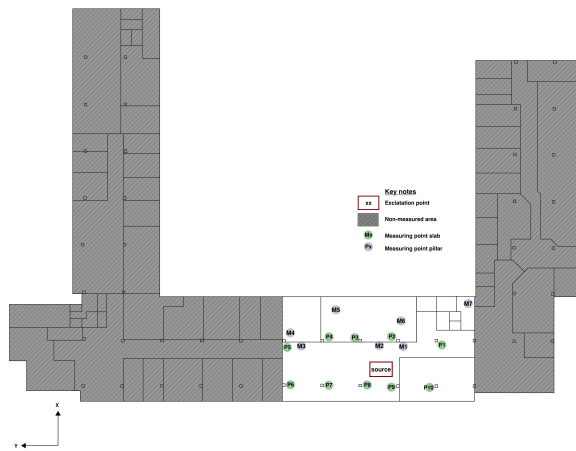 Key notes
xx Exciatation point
Non-measured area
Mx Measuring point slab
Px Measuring point pillar
M7
M5
M6
M4
P4 P3 P2
P5 M3 M2 M1 P1
source
P6 P7 P8 P9 P10
X
Y